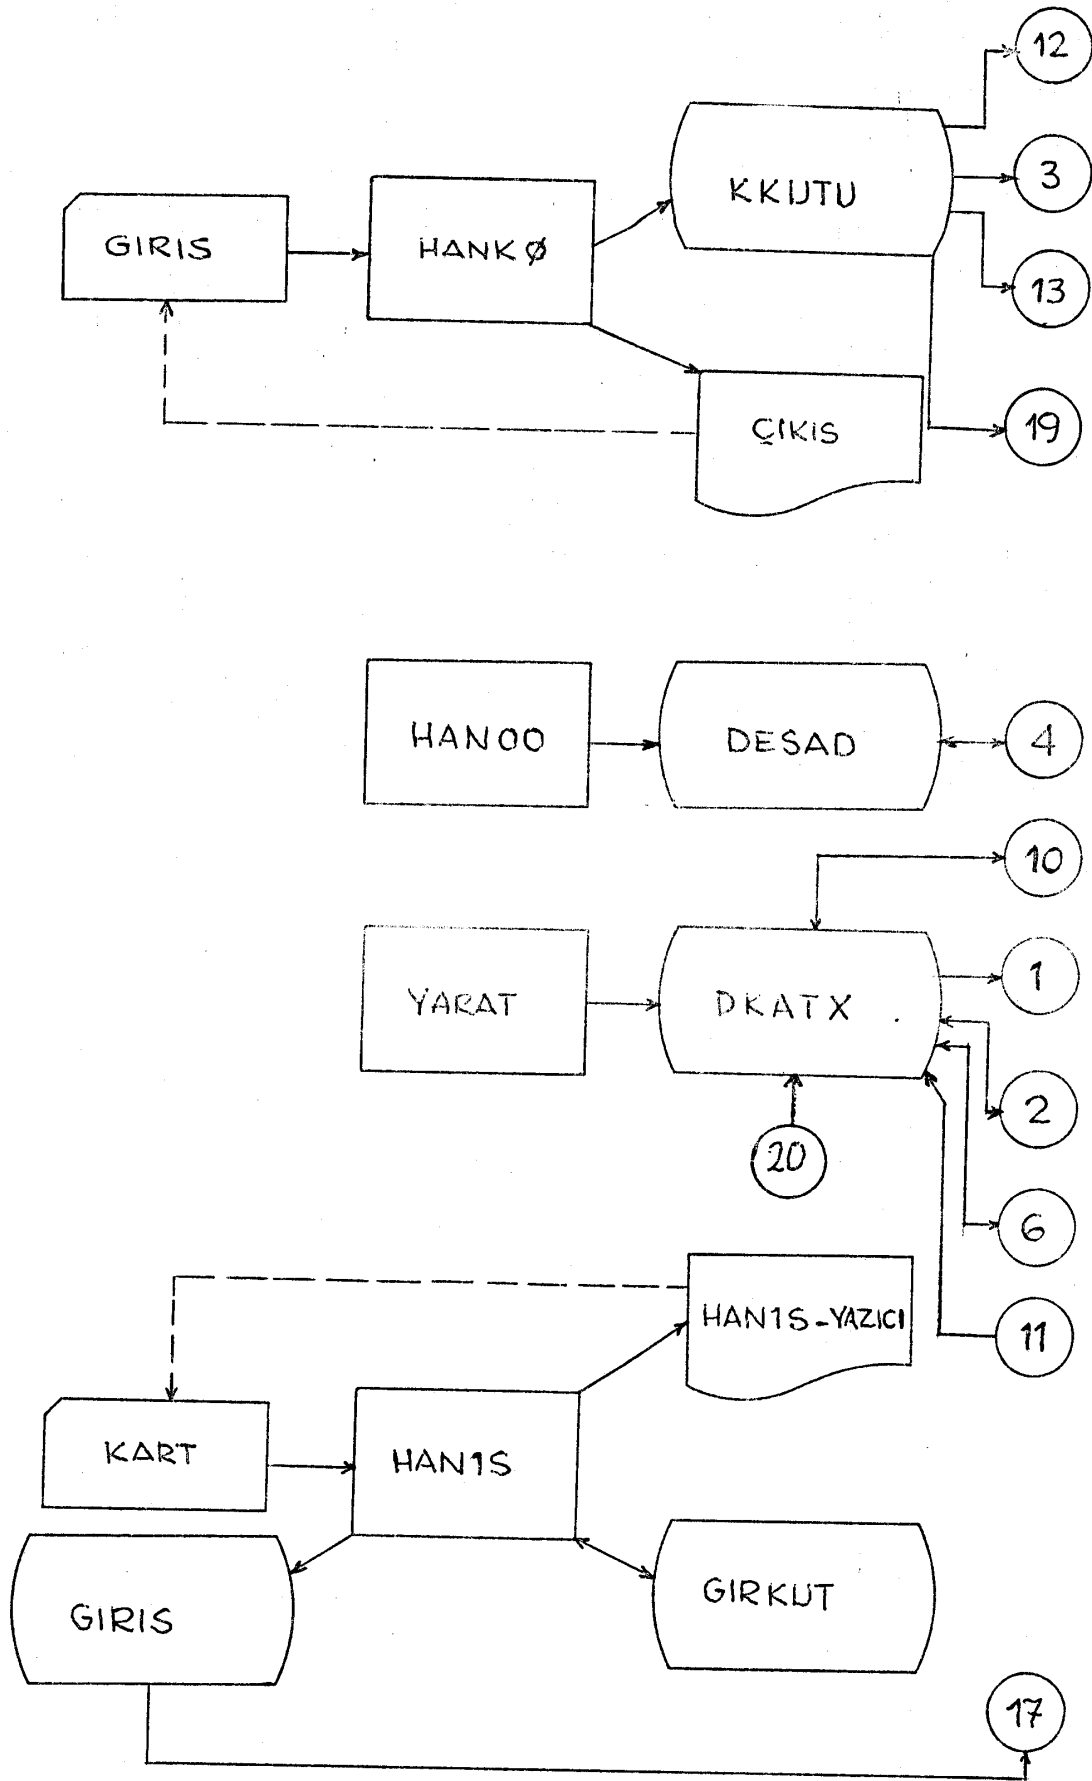 12
KKUTU
3
GIRIS
HANKØ
13
ÇIKIS
19
HANOO
DESAD
4
10
YARAT
DKATX
1
2
20
6
HAN1S-YAZICI
11
KART
HAN1S
GIRIS
GIRKUT
17